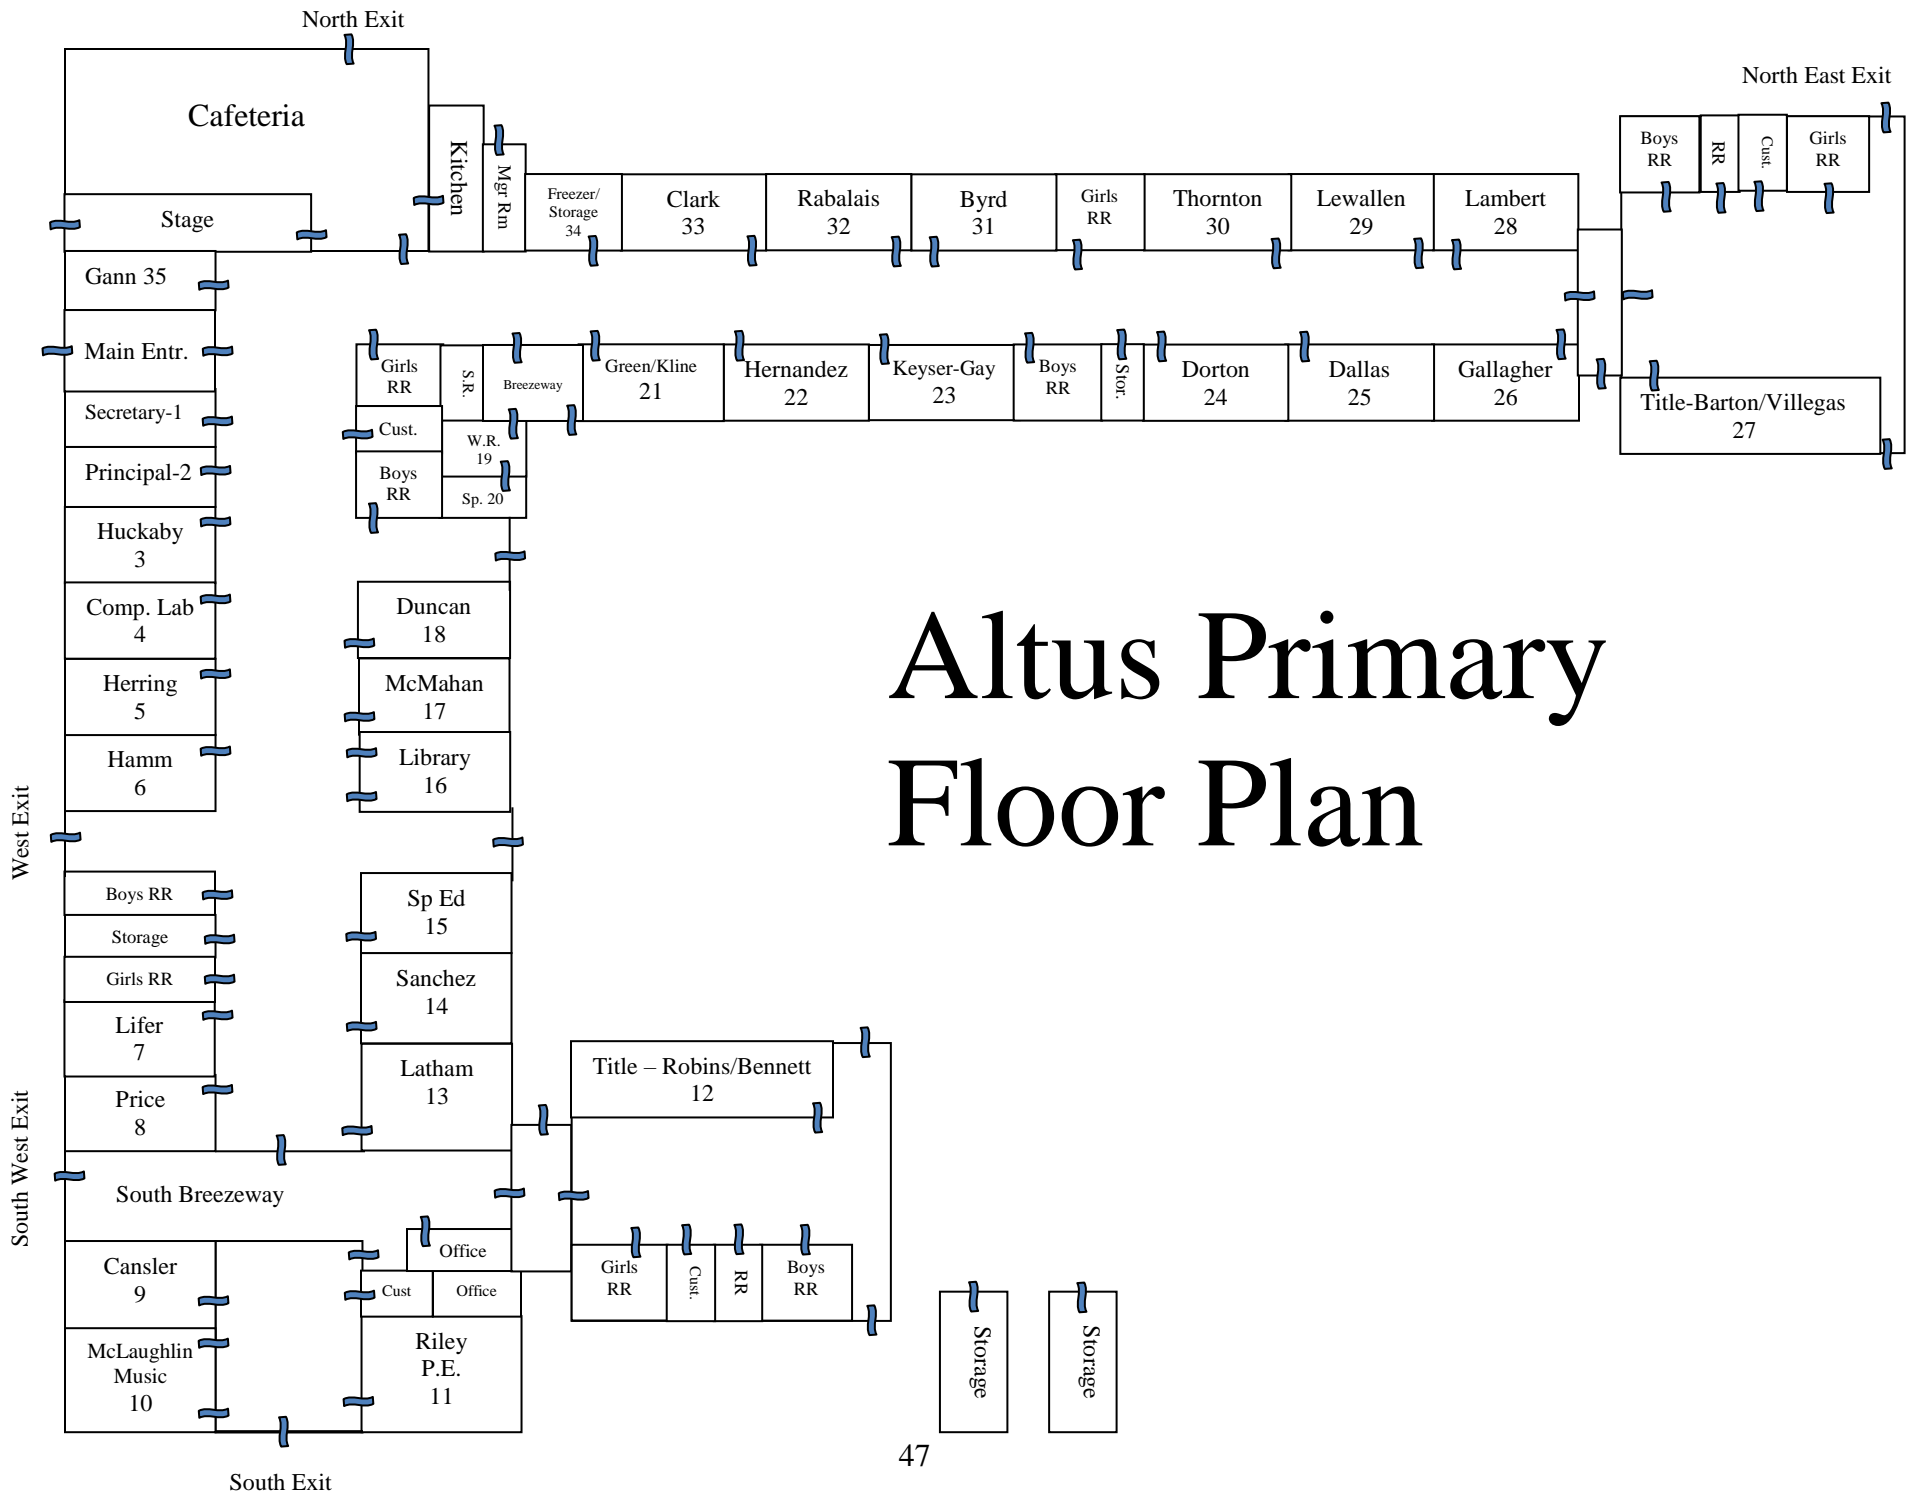 North Exit
North East Exit
Cafeteria
Kitchen
Mgr Rm
Stage
Freezer/
Storage
34
Clark
33
Rabalais
32
Byrd
31
Girls
RR
Thornton
30
Lewallen
29
Lambert
28
Boys
RR
RR
Cust.
Girls
RR
Gann 35
Main Entr.
Secretary-1
Principal-2
Huckaby
3
Comp. Lab
4
Herring
5
Hamm
6
West Exit
Girls
RR
S.R.
Breezeway
Green/Kline
21
Hernandez
22
Keyser-Gay
23
Boys
RR
Stor.
Dorton
24
Dallas
25
Gallagher
26
Title-Barton/Villegas
27
Cust.
W.R.
19
Boys
RR
Sp. 20
Duncan
18
McMahan
17
Library
16
Altus Primary
Floor Plan
Boys RR
Storage
Girls RR
Lifer
7
Price
8
South West Exit
Sp Ed
15
Sanchez
14
Latham
13
Title – Robins/Bennett
12
South Breezeway
Office
Cust
Office
Cansler
9
McLaughlin
Music
10
Riley
P.E.
11
Girls
RR
Cust.
RR
Boys
RR
Storage
Storage
47
South Exit